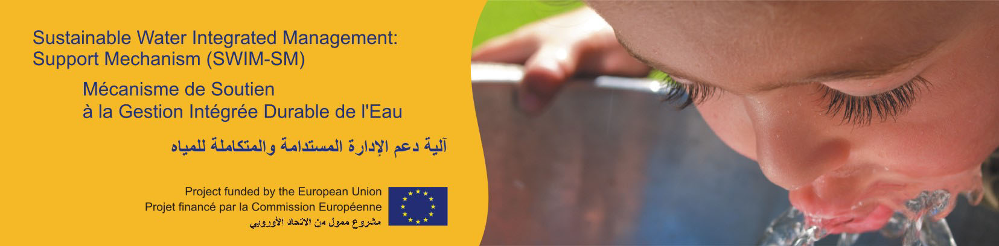 Sustainable Water Integrated Management:
Support Mechanism (SWIM-SM)
Mécanisme de Soutien
à la Gestion Intégrée Durable de l'Eau
آلية دعم الإدارة المستدامة والمتكاملة للمياه
Project funded by the European Union
Projet financé par la Commission Européenne
مشروع ممول من الاتحاد الأوروبي